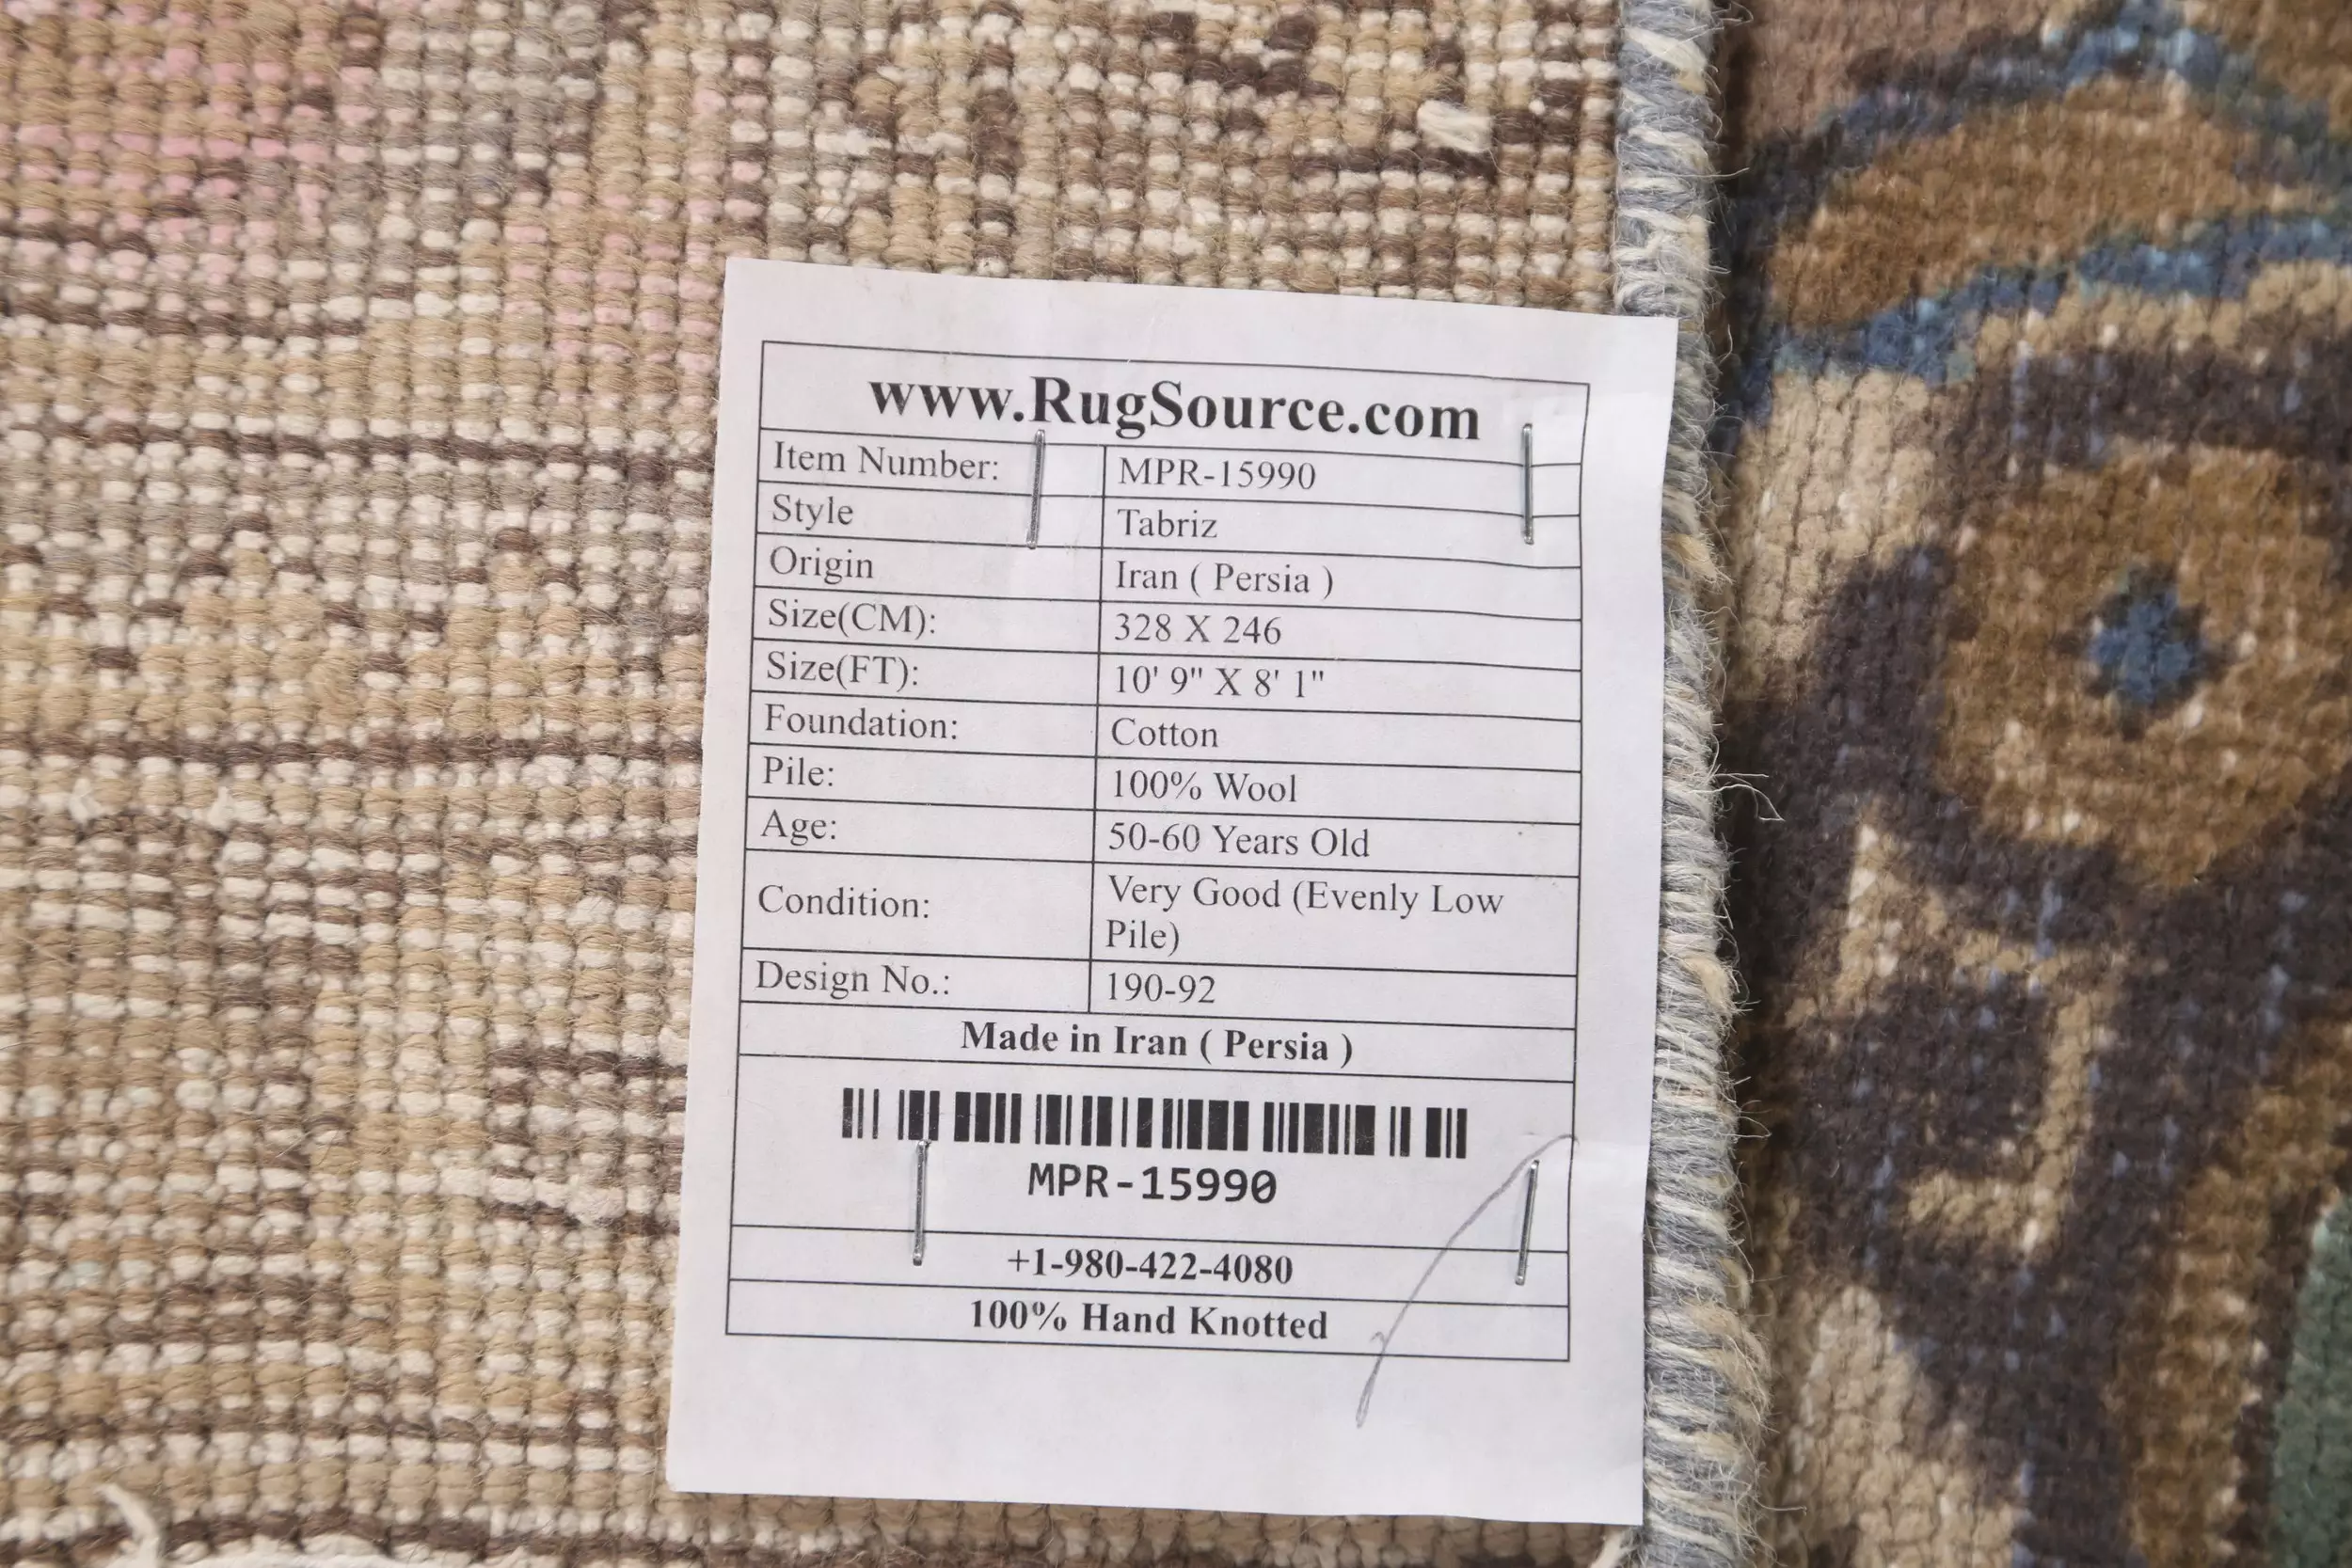 www.RugSource.com
Item Number: MPR-15990
Style Tabriz
Origin Iran ( Persia )
Size(CM): 328 X 246
Size(FT): 10' 9" X 8' 1"
Foundation: Cotton
Pile: 100% Wool
Age: 50-60 Years Old
Condition: Very Good (Evenly Low
Pile)
Design No.: 190-92
Made in Iran ( Persia )
MPR-15990
+1-980-422-4080
100% Hand Knotted